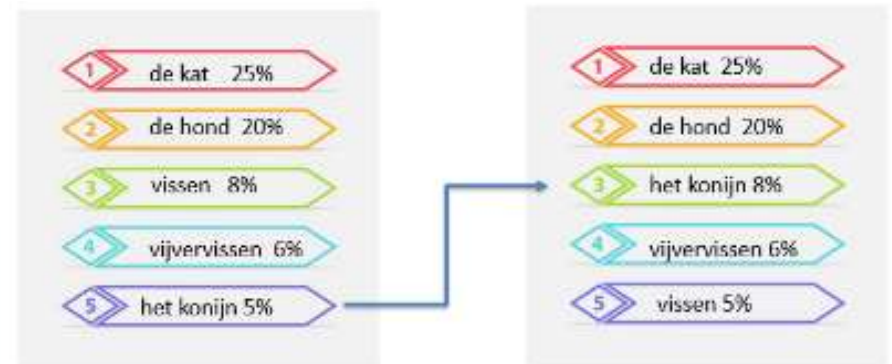 1 de kat 25%
2 de hond 20%
3 vissen 8%
4 vijvervissen 6%
5 het konijn 5%
1 de kat 25%
2 de hond 20%
3 het konijn 8%
4 vijvervissen 6%
5 vissen 5%